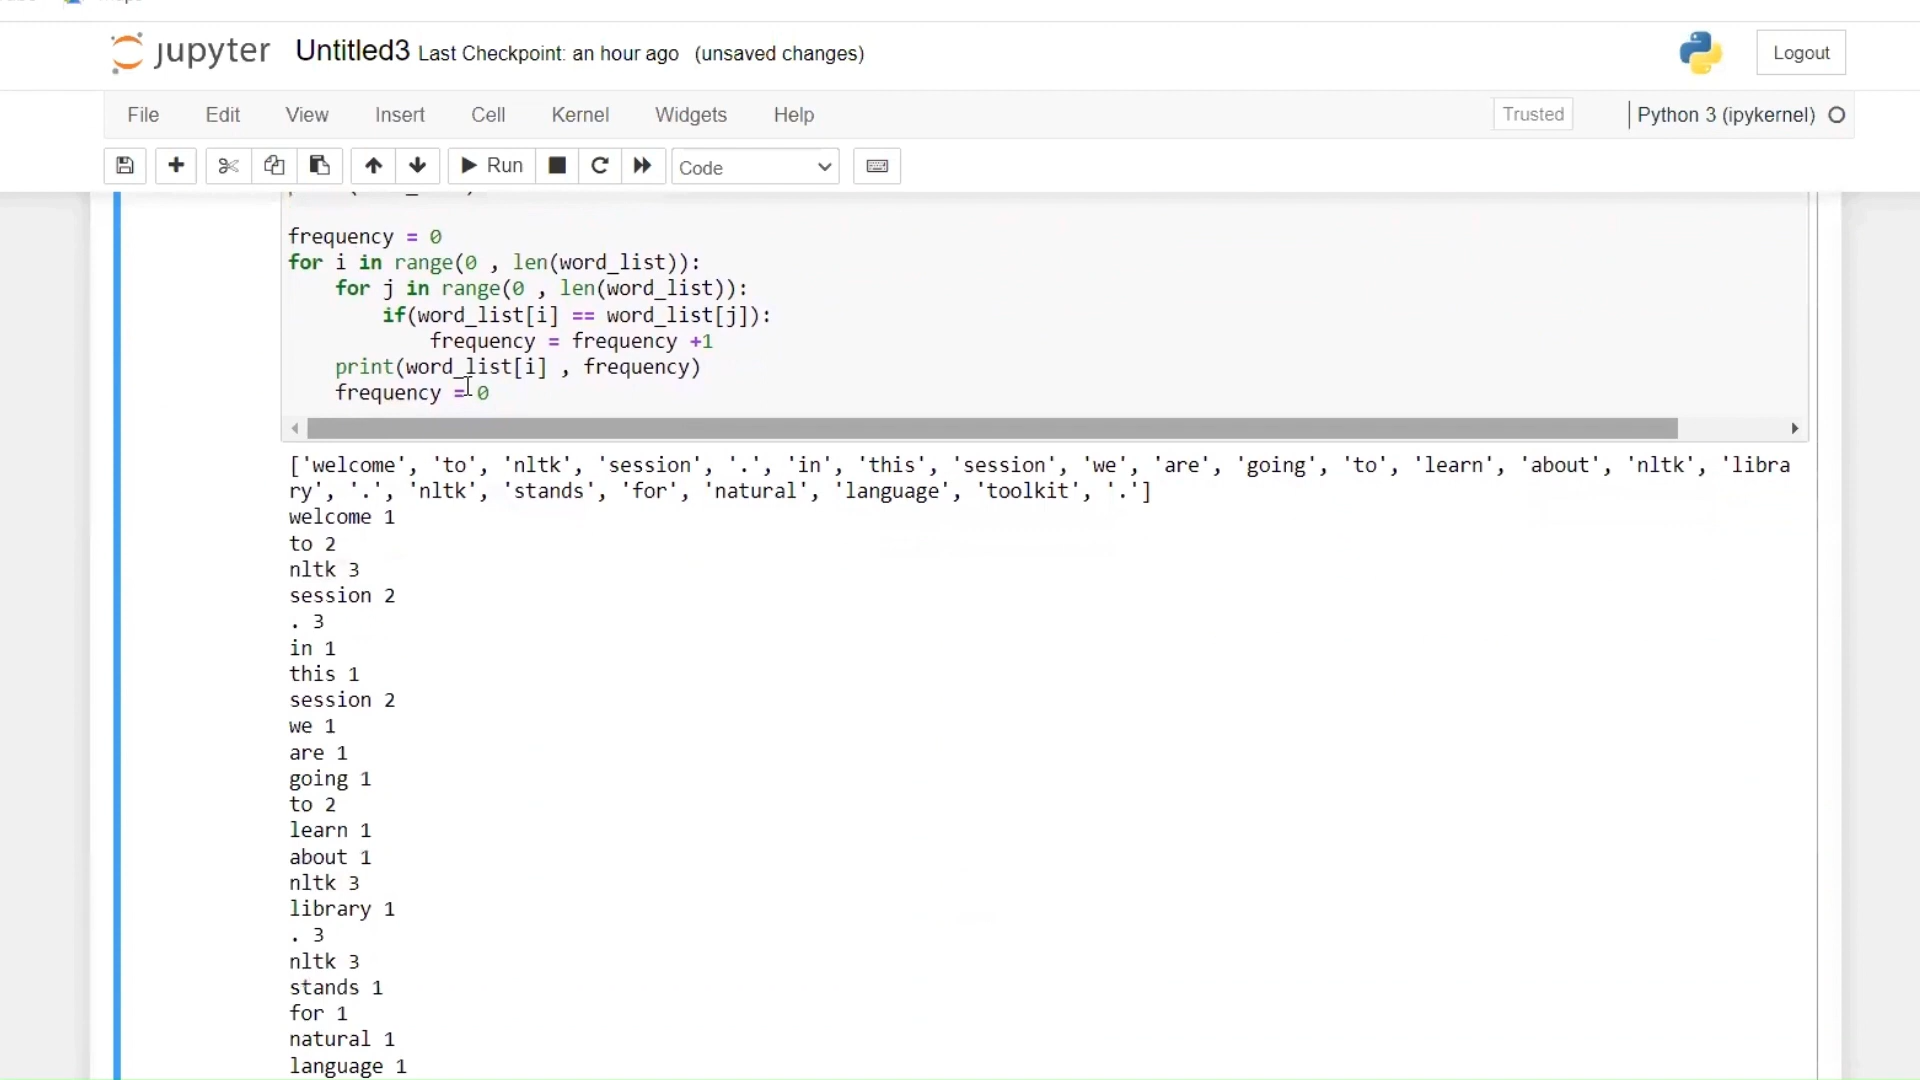 jupyter Untitled3 Last Checkpoint: an hour ago (unsaved changes) Logout
File Edit View Insert Cell Kernel Widgets Help Trusted Python 3 (ipykernel)
Run Code
frequency = 0
for i in range(0 , len(word_list)):
    for j in range(0 , len(word_list)):
        if(word_list[i] == word_list[j]):
            frequency = frequency +1
    print(word_list[i] , frequency)
    frequency = 0
['welcome', 'to', 'nltk', 'session', '.', 'in', 'this', 'session', 'we', 'are', 'going', 'to', 'learn', 'about', 'nltk', 'libra
ry', '.', 'nltk', 'stands', 'for', 'natural', 'language', 'toolkit', '.']
welcome 1
to 2
nltk 3
session 2
. 3
in 1
this 1
session 2
we 1
are 1
going 1
to 2
learn 1
about 1
nltk 3
library 1
. 3
nltk 3
stands 1
for 1
natural 1
language 1